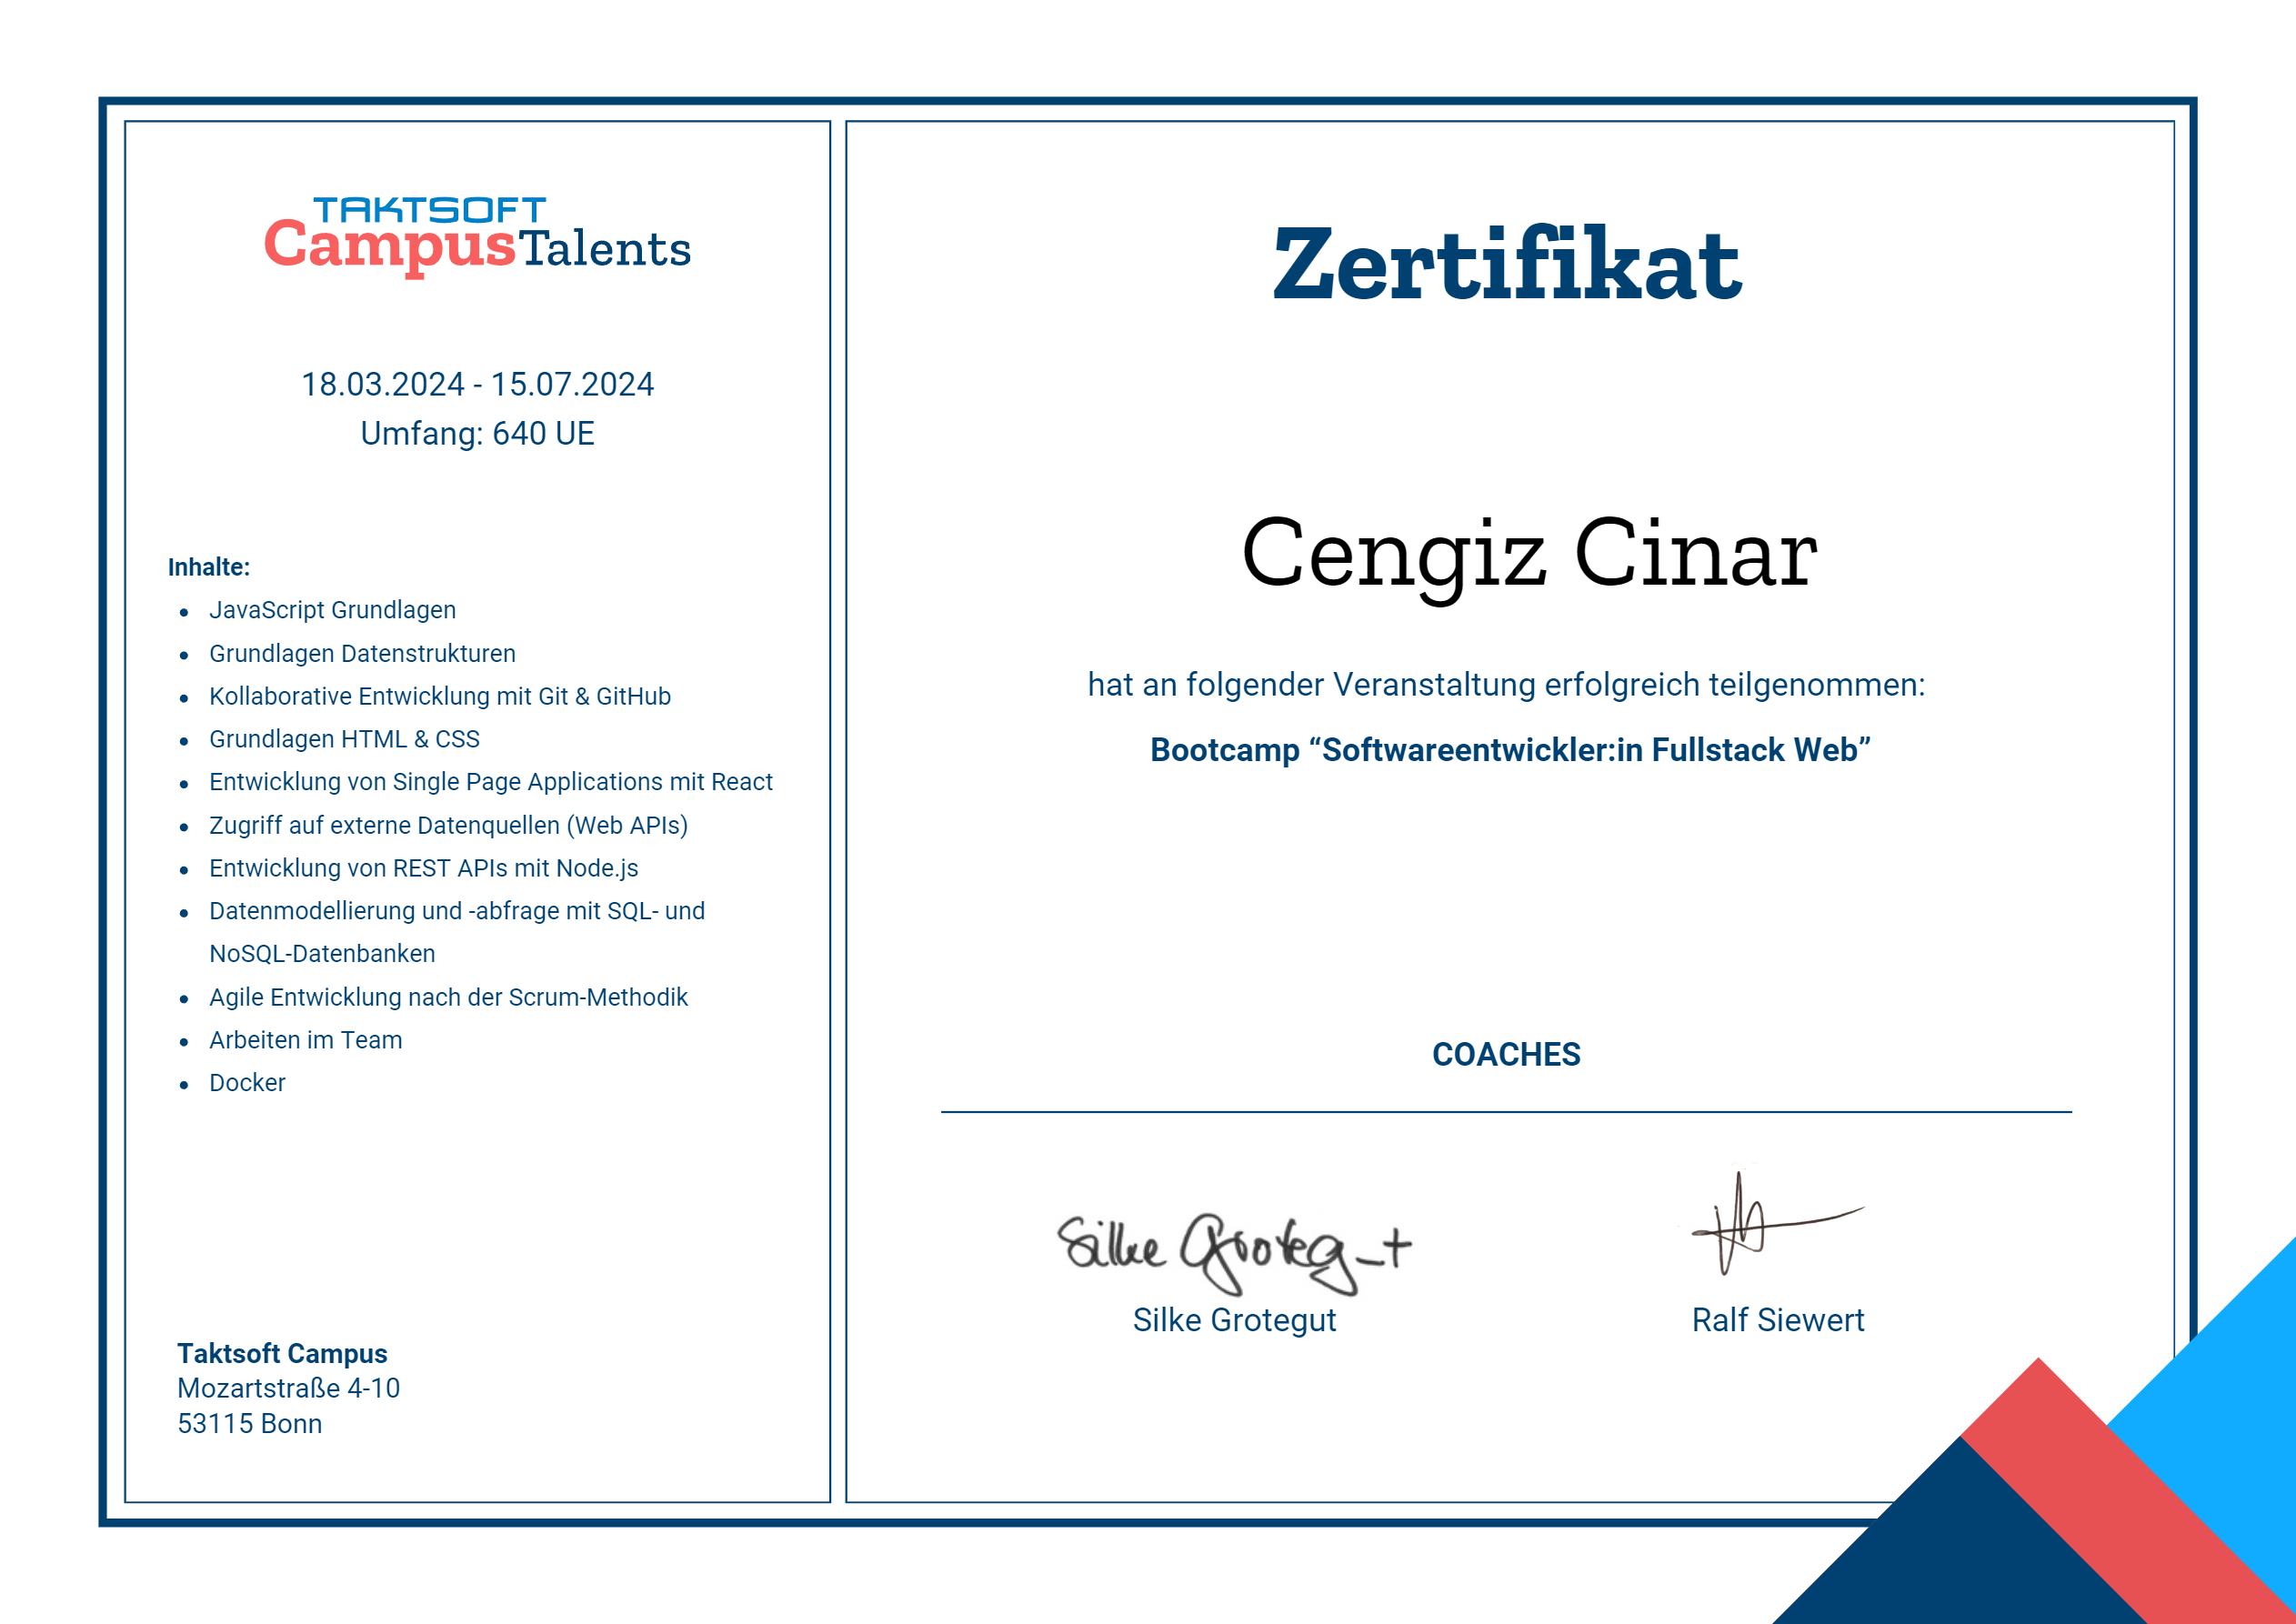 TAKTSOFT
CampusTalents
18.03.2024 - 15.07.2024
Umfang: 640 UE
Inhalte:
• JavaScript Grundlagen
• Grundlagen Datenstrukturen
• Kollaborative Entwicklung mit Git & GitHub
• Grundlagen HTML & CSS
• Entwicklung von Single Page Applications mit React
• Zugriff auf externe Datenquellen (Web APIs)
• Entwicklung von REST APIs mit Node.js
• Datenmodellierung und -abfrage mit SQL- und
NoSQL-Datenbanken
• Agile Entwicklung nach der Scrum-Methodik
• Arbeiten im Team
• Docker
Taktsoft Campus
Mozartstraße 4-10
53115 Bonn
Zertifikat
Cengiz Cinar
hat an folgender Veranstaltung erfolgreich teilgenommen:
Bootcamp “Softwareentwickler:in Fullstack Web”
COACHES
Silke Grotegut
Silke Grotegut
Ralf Siewert